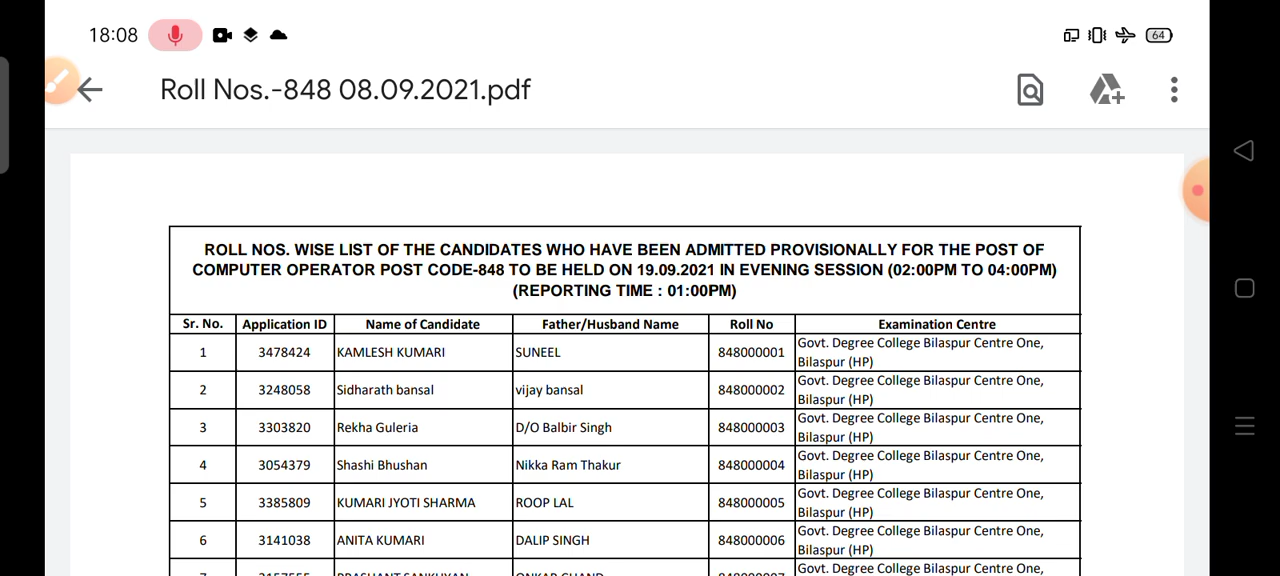 18:08
64
Roll Nos.-848 08.09.2021.pdf
ROLL NOS. WISE LIST OF THE CANDIDATES WHO HAVE BEEN ADMITTED PROVISIONALLY FOR THE POST OF
COMPUTER OPERATOR POST CODE-848 TO BE HELD ON 19.09.2021 IN EVENING SESSION (02:00PM TO 04:00PM)
(REPORTING TIME : 01:00PM)
Sr. No. Application ID Name of Candidate Father/Husband Name Roll No Examination Centre
1 3478424 KAMLESH KUMARI SUNEEL 848000001 Govt. Degree College Bilaspur Centre One,
Bilaspur (HP)
2 3248058 Sidharath bansal vijay bansal 848000002 Govt. Degree College Bilaspur Centre One,
Bilaspur (HP)
3 3303820 Rekha Guleria D/O Balbir Singh 848000003 Govt. Degree College Bilaspur Centre One,
Bilaspur (HP)
4 3054379 Shashi Bhushan Nikka Ram Thakur 848000004 Govt. Degree College Bilaspur Centre One,
Bilaspur (HP)
5 3385809 KUMARI JYOTI SHARMA ROOP LAL 848000005 Govt. Degree College Bilaspur Centre One,
Bilaspur (HP)
6 3141038 ANITA KUMARI DALIP SINGH 848000006 Govt. Degree College Bilaspur Centre One,
Bilaspur (HP)
Govt. Degree College Bilaspur Centre One,